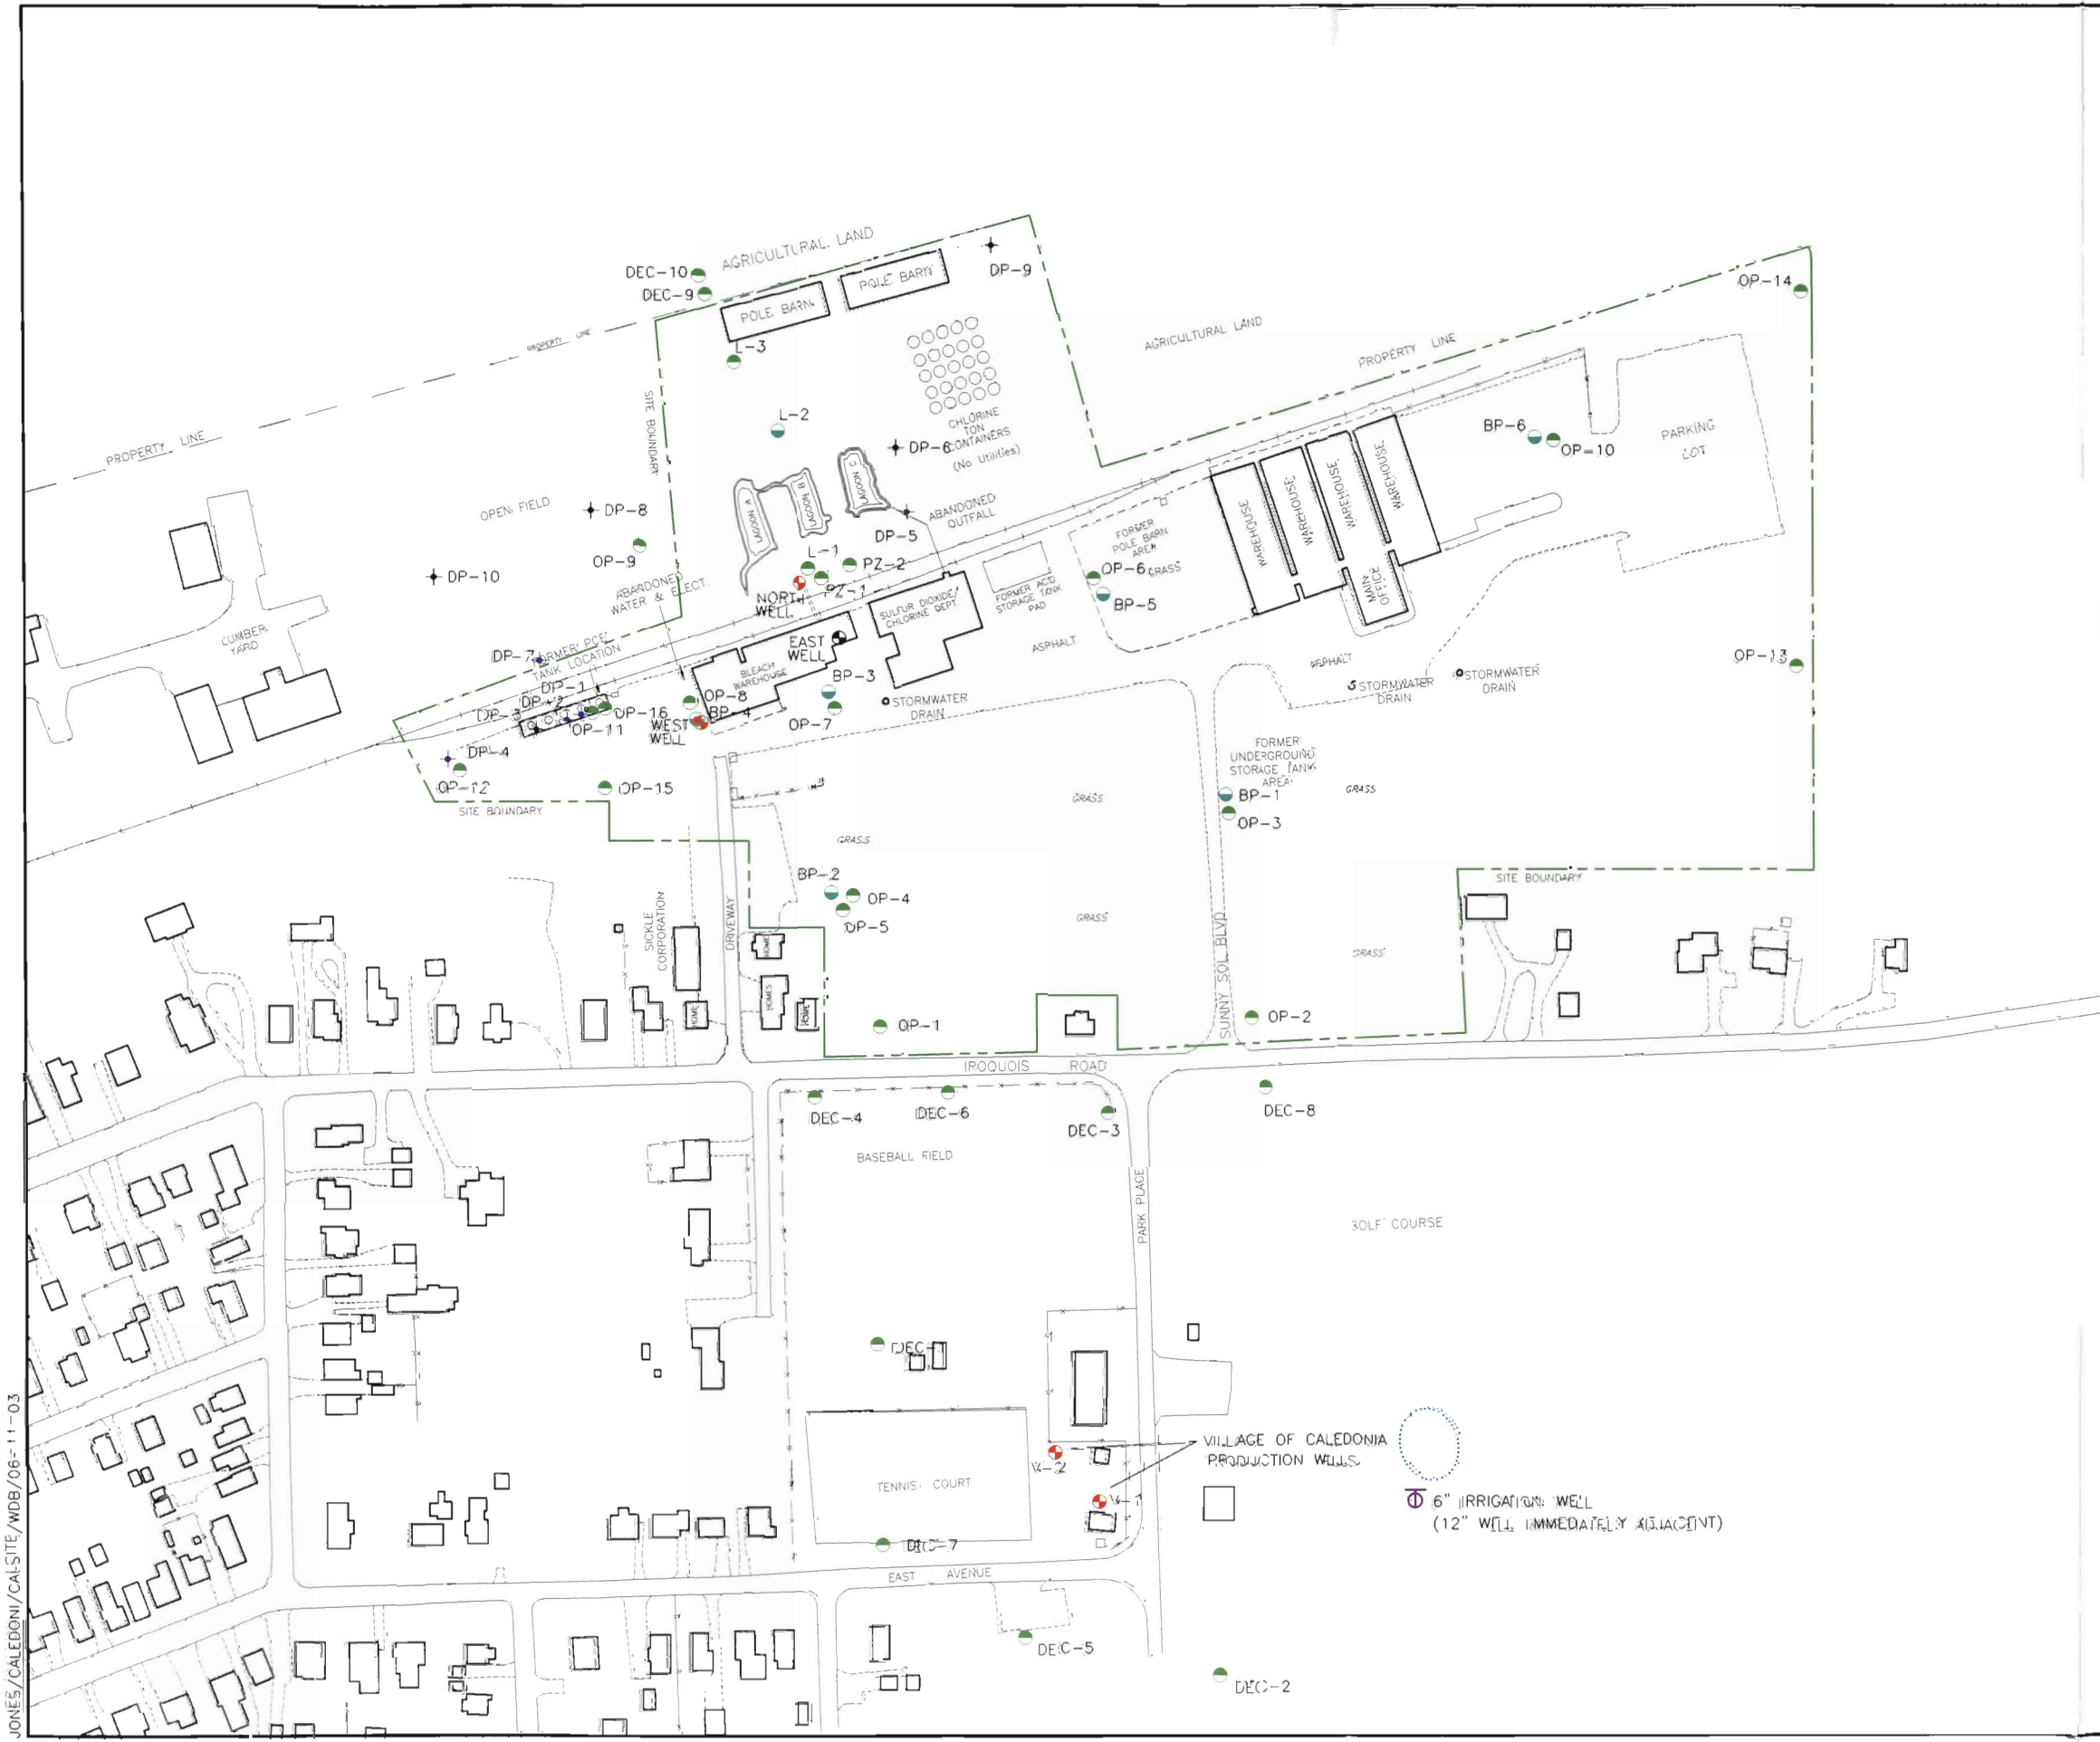 AGRICULTURAL LAND
DEC-10
DEC-9
POLE BARN
POLE BARN
DP-9
OP-14
PROPERTY LINE
L-3
AGRICULTURAL LAND
PROPERTY LINE
SITE BOUNDARY
L-2
CHLORINE
TON
CONTAINERS
(No Utilities)
DP-6
BP-6
OP-10
PARKING
LOT
PROPERTY LINE
OPEN FIELD
DP-8
LAGOON A
LAGOON B
LAGOON C
ABANDONED
OUTFALL
DP-5
WAREHOUSE
WAREHOUSE
WAREHOUSE
WAREHOUSE
MAIN
OFFICE
FORMER
POLE BARN
AREA
GRASS
OP-9
L-1
PZ-2
PZ-1
DP-10
ABANDONED
WATER & ELECT.
NORTH
WELL
SULFUR DIOXIDE/
CHLORINE DEPT.
FORMER ACID
STORAGE TANK
PAD
OP-6
BP-5
LUMBER
YARD
EAST
WELL
ASPHALT
ASPHALT
DP-7
FORMER PCE
TANK LOCATION
BLEACH
WAREHOUSE
BP-3
STORMWATER
DRAIN
STORMWATER
DRAIN
STORMWATER
DRAIN
OP-13
DP-1
DP-2
DP-3
OP-8
BP-4
OP-16
OP-11
WEST
WELL
OP-7
DP-4
OP-12
OP-15
SITE BOUNDARY
FORMER
UNDERGROUND
STORAGE TANK
AREA
BP-1
OP-3
GRASS
GRASS
GRASS
BP-2
OP-4
OP-5
SITE BOUNDARY
SICKLE
CORPORATION
DRIVEWAY
HOME
HOMES
HOME
HOME
GRASS
GRASS
SUNNY SOL BLVD
OP-1
OP-2
IROQUOIS ROAD
DEC-4
DEC-6
DEC-3
DEC-8
BASEBALL FIELD
PARK PLACE
GOLF COURSE
VILLAGE OF CALEDONIA
PRODUCTION WELLS
TENNIS COURT
6" IRRIGATION WELL
(12" WELL IMMEDIATELY ADJACENT)
DEC-7
EAST AVENUE
DEC-5
DEC-2
JONES/CALEDONI/CALSITE/WDB/06-11-03